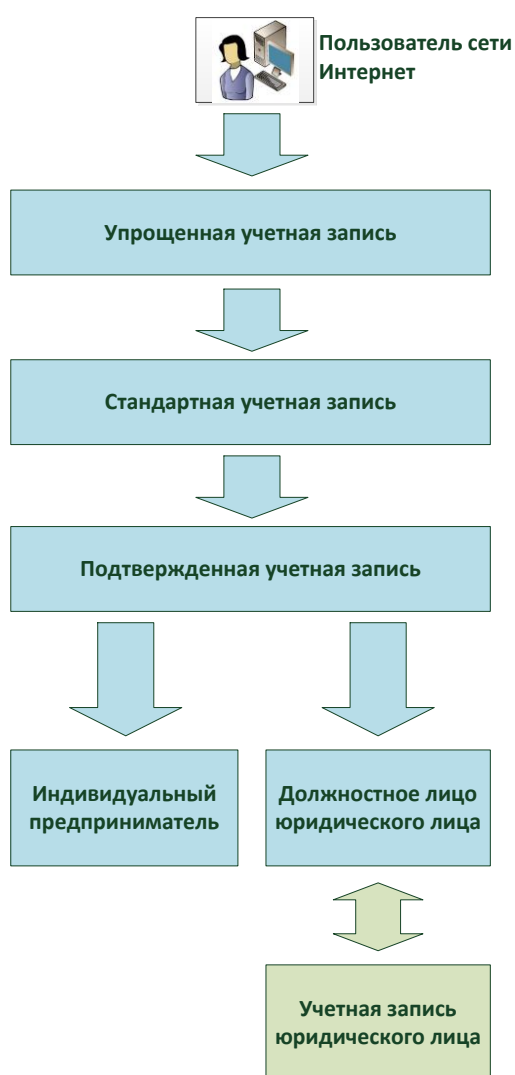 Пользователь сети
Интернет
Упрощенная учетная запись
Стандартная учетная запись
Подтвержденная учетная запись
Индивидуальный
предприниматель
Должностное лицо
юридического лица
Учетная запись
юридического лица